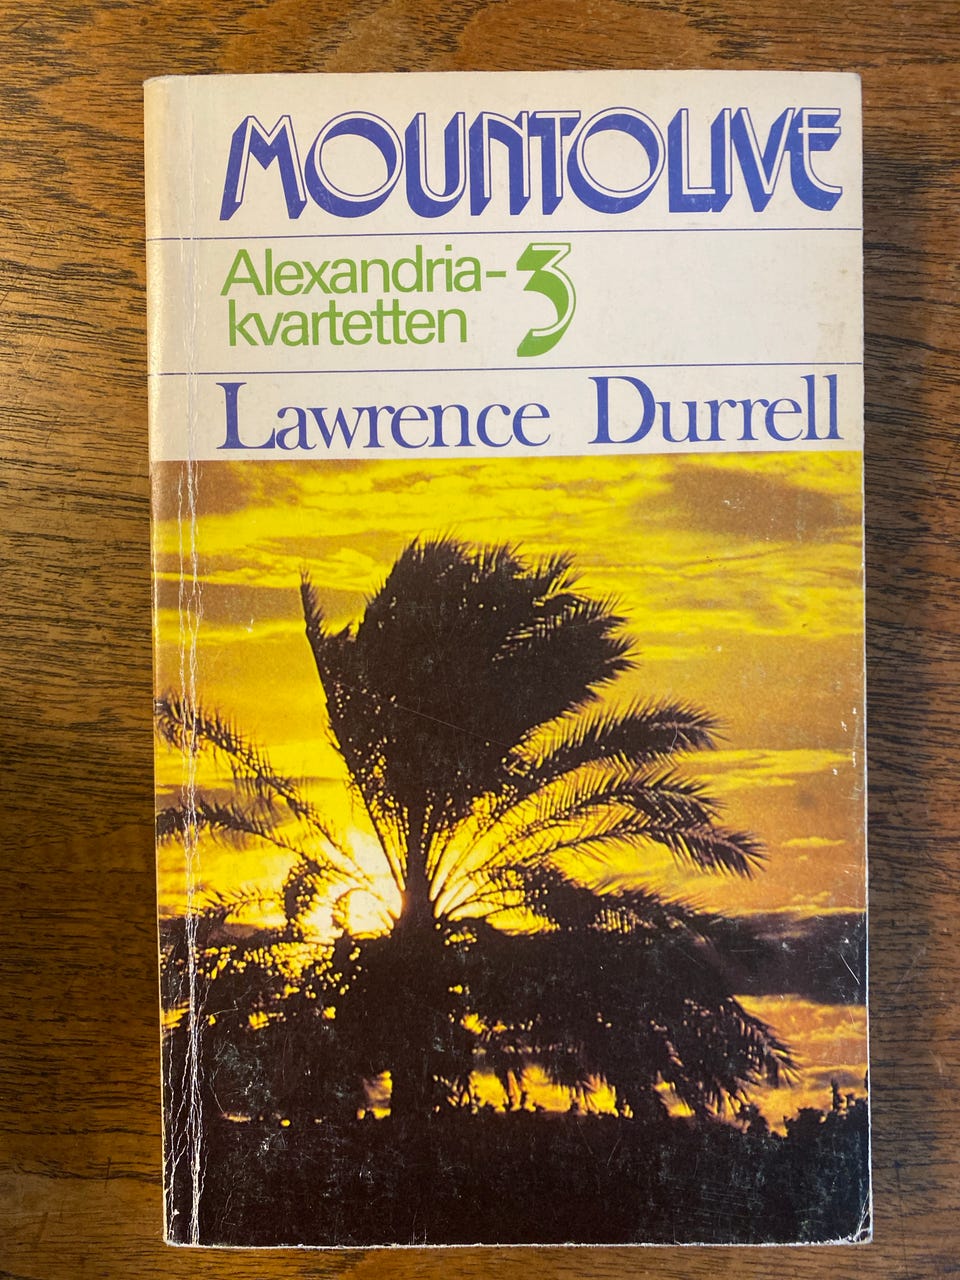 MOUNTOLIVE
Alexandria- 3
kvartetten
Lawrence Durrell